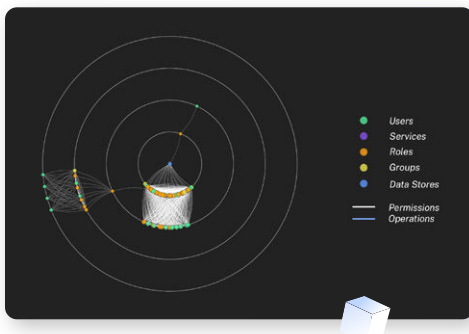 Users
Services
Roles
Groups
Data Stores
Permissions
Operations